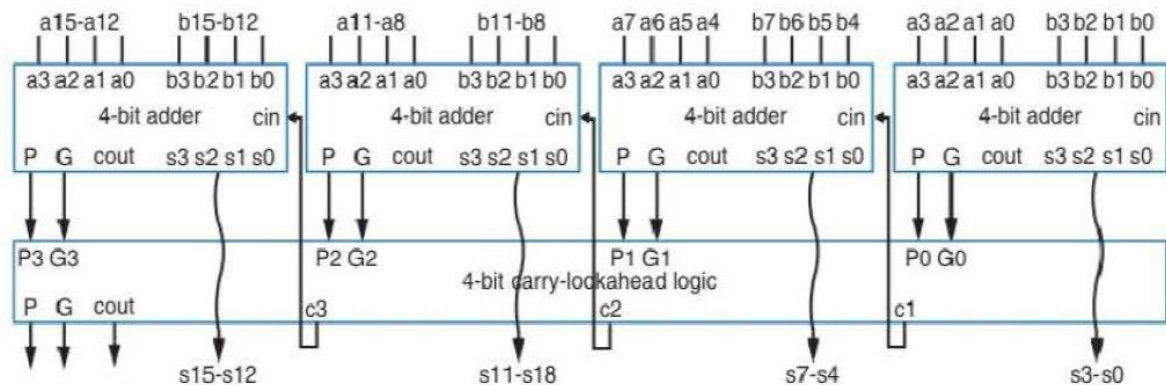 a15-a12 b15-b12 a11-a8 b11-b8 a7 a6 a5 a4 b7 b6 b5 b4 a3 a2 a1 a0 b3 b2 b1 b0
a3 a2 a1 a0 b3 b2 b1 b0 a3 a2 a1 a0 b3 b2 b1 b0 a3 a2 a1 a0 b3 b2 b1 b0 a3 a2 a1 a0 b3 b2 b1 b0
4-bit adder cin 4-bit adder cin 4-bit adder cin 4-bit adder cin
P G cout s3 s2 s1 s0 P G cout s3 s2 s1 s0 P G cout s3 s2 s1 s0 P G cout s3 s2 s1 s0
P3 G3 P2 G2 P1 G1 P0 G0
4-bit carry-lockahead logic
P G cout c3 c2 c1
s15-s12 s11-s18 s7-s4 s3-s0